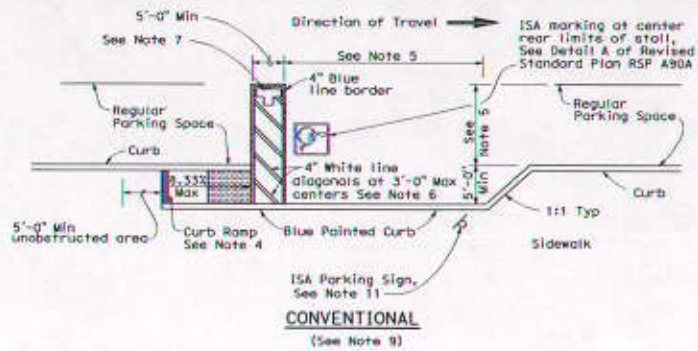 5'-0" Min
Direction of Travel
ISA marking at center
rear limits of stall,
See Detail A of Revised
Standard Plan RSP A90A
See Note 7
See Note 5
4" Blue
line border
Regular
Parking Space
Regular
Parking Space
See
Note 5
Curb
4" White line
diagonals at 3'-0" Max
centers See Note 6
5'-0"
Min
Curb
8.33%
Max
1:1 Typ
5'-0" Min
unobstructed area
Curb Ramp
See Note 4
Blue Painted Curb
R
Sidewalk
ISA Parking Sign,
See Note 11
CONVENTIONAL
(See Note 9)